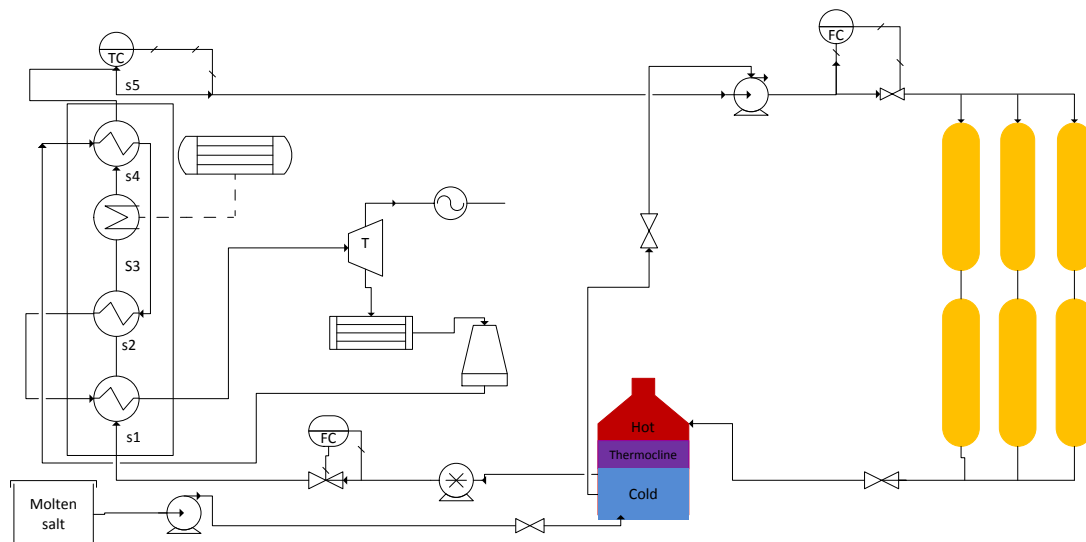 TC
FC
s5
s4
T
S3
s2
s1
FC
Hot
Thermocline
Cold
Molten
salt